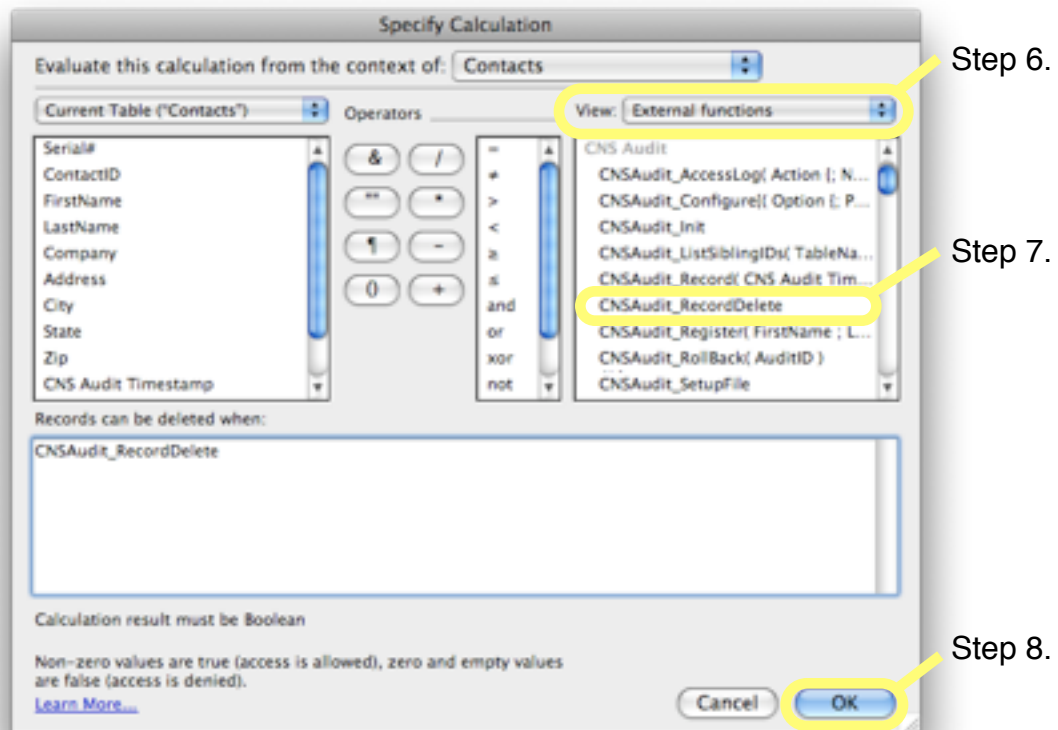 Specify Calculation
Evaluate this calculation from the context of: Contacts
Step 6.
Current Table ("Contacts")
Operators
View: External functions
Serial#
ContactID
FirstName
LastName
Company
Address
City
State
Zip
CNS Audit Timestamp
& /
"" *
¶ -
() +
=
≠
>
<
≥
≤
and
or
xor
not
CNS Audit
CNSAudit_AccessLog( Action {; N...
CNSAudit_Configure[( Option {; P...
CNSAudit_Init
CNSAudit_ListSiblingIDs( TableNa...
CNSAudit_Record( CNS Audit Tim...
CNSAudit_RecordDelete
CNSAudit_Register( FirstName ; L...
CNSAudit_RollBack( AuditID )
CNSAudit_SetupFile
Step 7.
Records can be deleted when:
CNSAudit_RecordDelete
Calculation result must be Boolean
Non-zero values are true (access is allowed), zero and empty values
are false (access is denied).
Learn More...
Cancel
OK
Step 8.